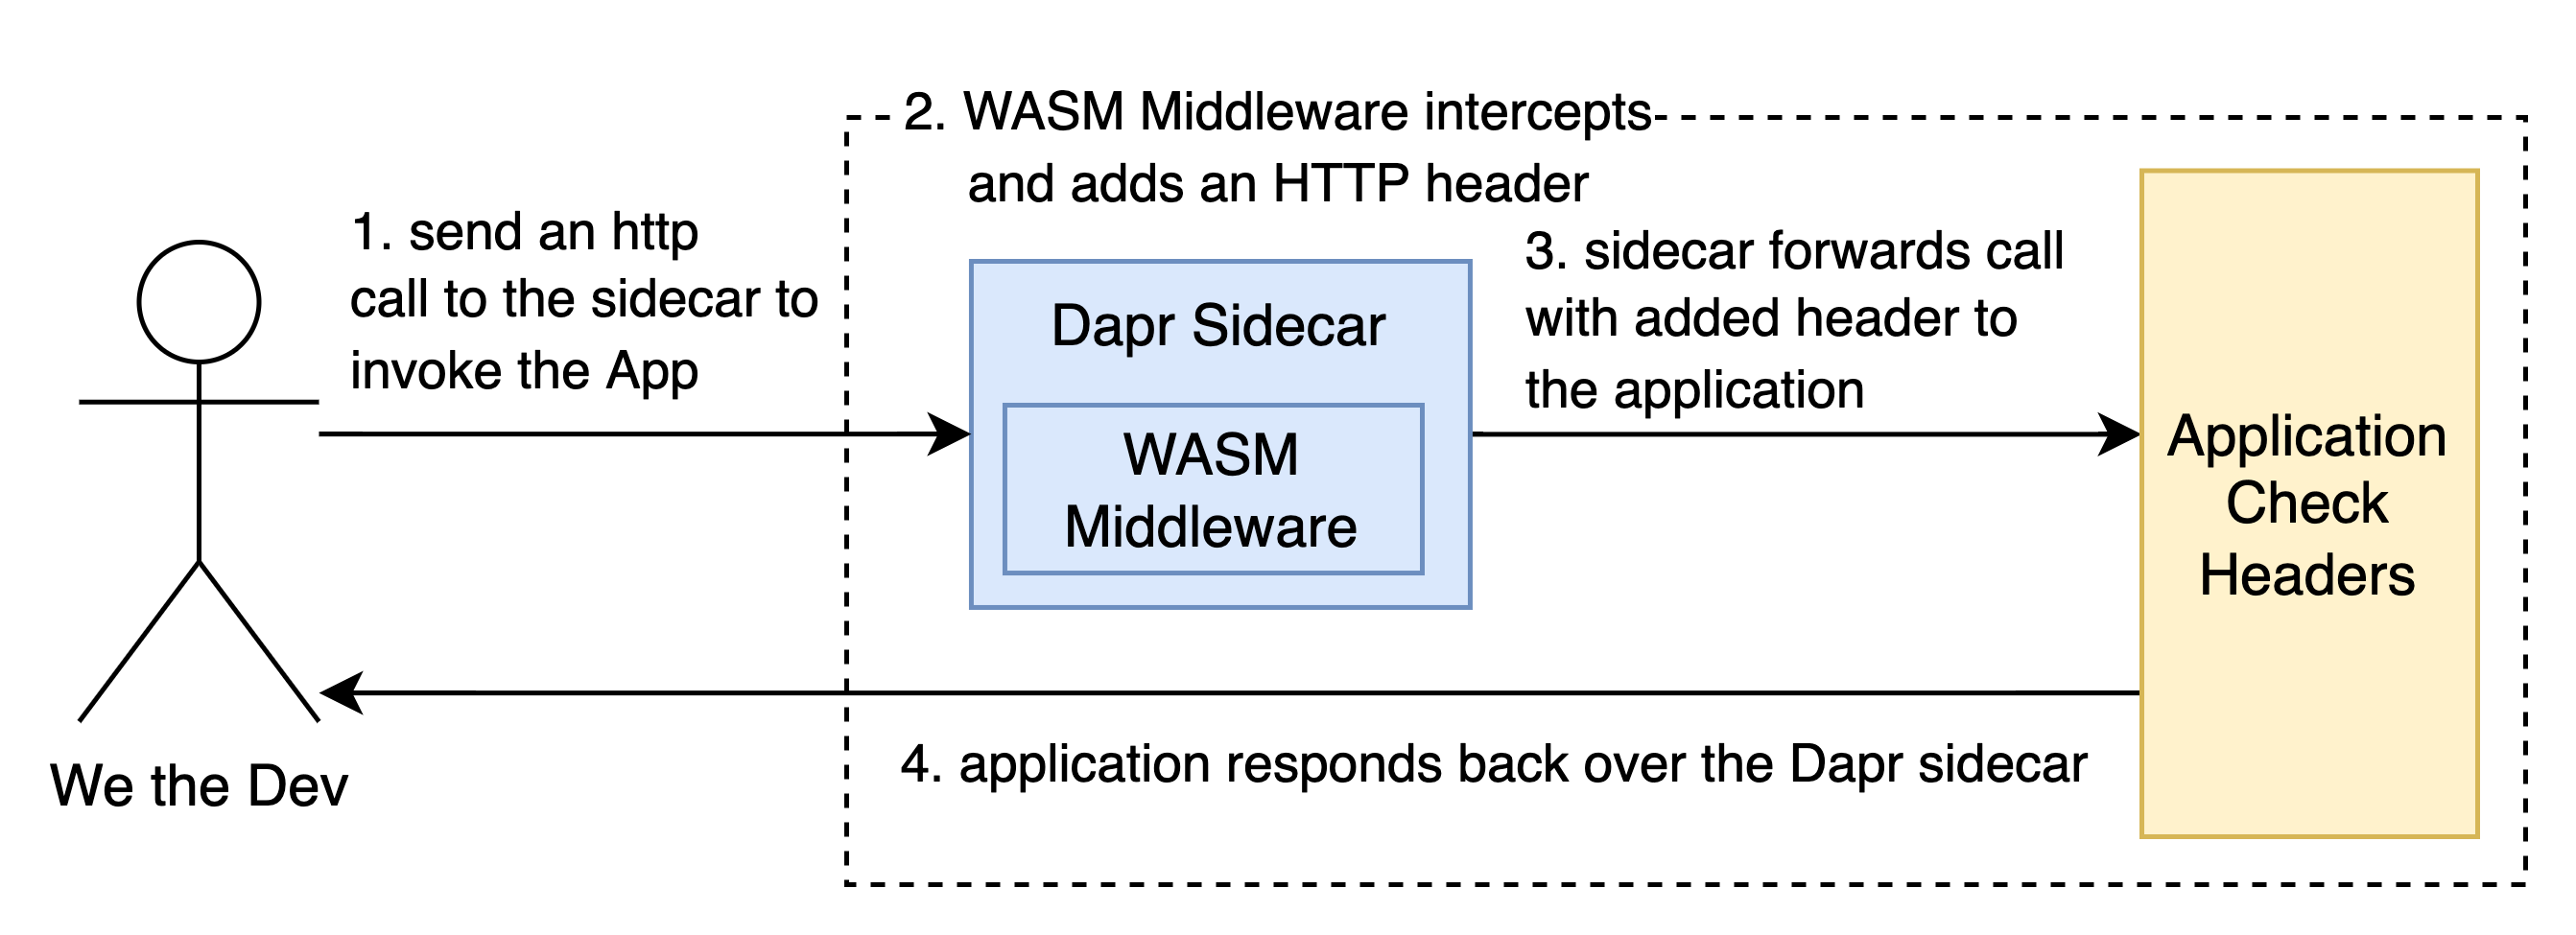 2. WASM Middleware intercepts
and adds an HTTP header
1. send an http
call to the sidecar to
invoke the App
3. sidecar forwards call
with added header to
the application
Dapr Sidecar
WASM
Middleware
Application
Check
Headers
4. application responds back over the Dapr sidecar
We the Dev